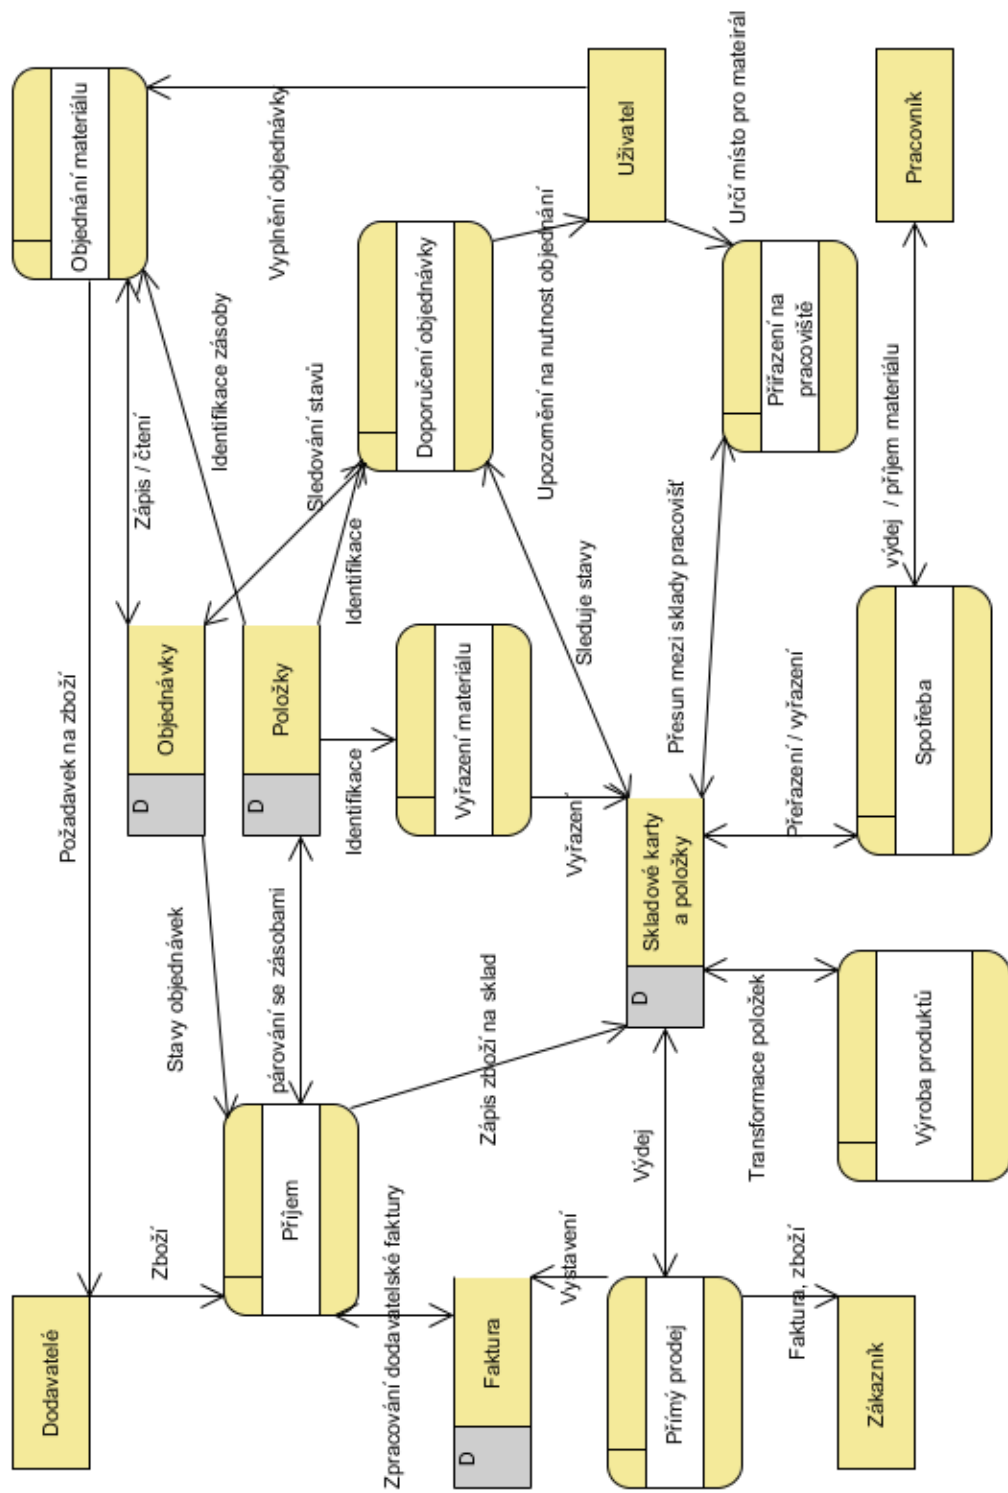 Dodavatelé
Požadavek na zboží
Objednání materiálu
Zboží
Stavy objednávek
D
Objednávky
Zápis / čtení
Identifikace zásoby
Vyplnění objednávky
Příjem
párování se zásobami
D
Položky
Sledování stavů
Zpracování dodavatelské faktury
Identifikace
Identifikace
Doporučení objednávky
D
Faktura
Zápis zboží na sklad
Vyřazení materiálu
Upozornění na nutnost objednání
Vystavení
Vyřazení
Sleduje stavy
Uživatel
Přímý prodej
Výdej
D
Skladové karty
a položky
Přesun mezi sklady pracovišť
Určí místo pro mateirál
Faktura, zboží
Transformace položek
Přeřazení / vyřazení
Přířazení na
pracoviště
Zákazník
Výroba produktů
Spotřeba
výdej / příjem materiálu
Pracovník